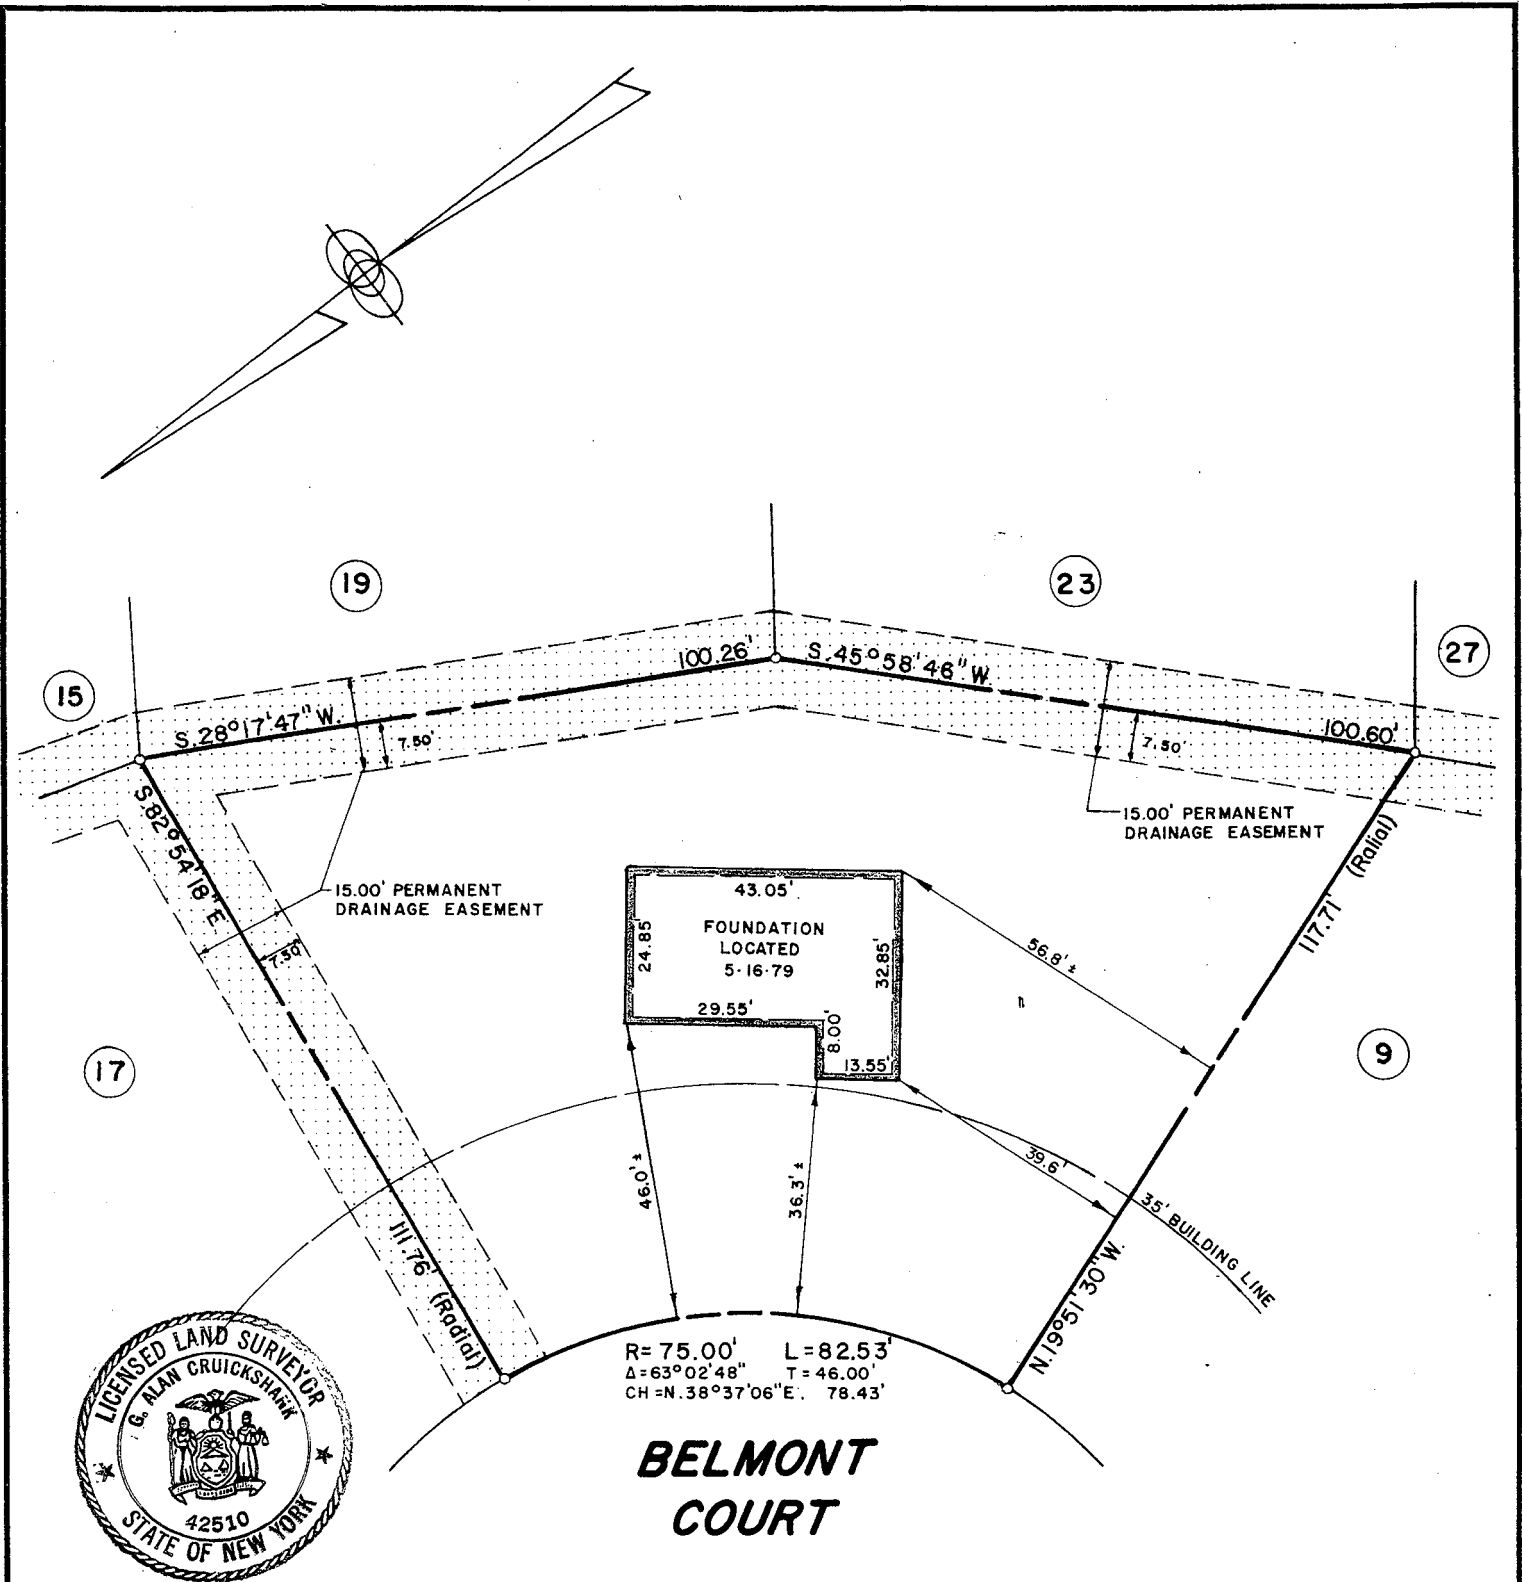 19
23
27
15
100.26'
S.45°58'46"W.
S.28°17'47"W.
7.50'
7.50'
100.60'
15.00' PERMANENT
DRAINAGE EASEMENT
S.82°54'18"E
15.00' PERMANENT
DRAINAGE EASEMENT
7.50'
(Ralial)
117.71'
43.05'
24.85'
FOUNDATION
LOCATED
5·16·79
32.85'
29.55'
8.00'
13.55'
56.8'±
17
9
46.0'±
36.3'±
39.6'
35' BUILDING LINE
111.76' (Radial)
N.19°51'30"W.
R= 75.00' L=82.53'
Δ=63°02'48" T=46.00'
CH=N.38°37'06"E. 78.43'
BELMONT
COURT
LICENSED LAND SURVEYOR
G. ALAN CRUICKSHANK
42510
STATE OF NEW YORK